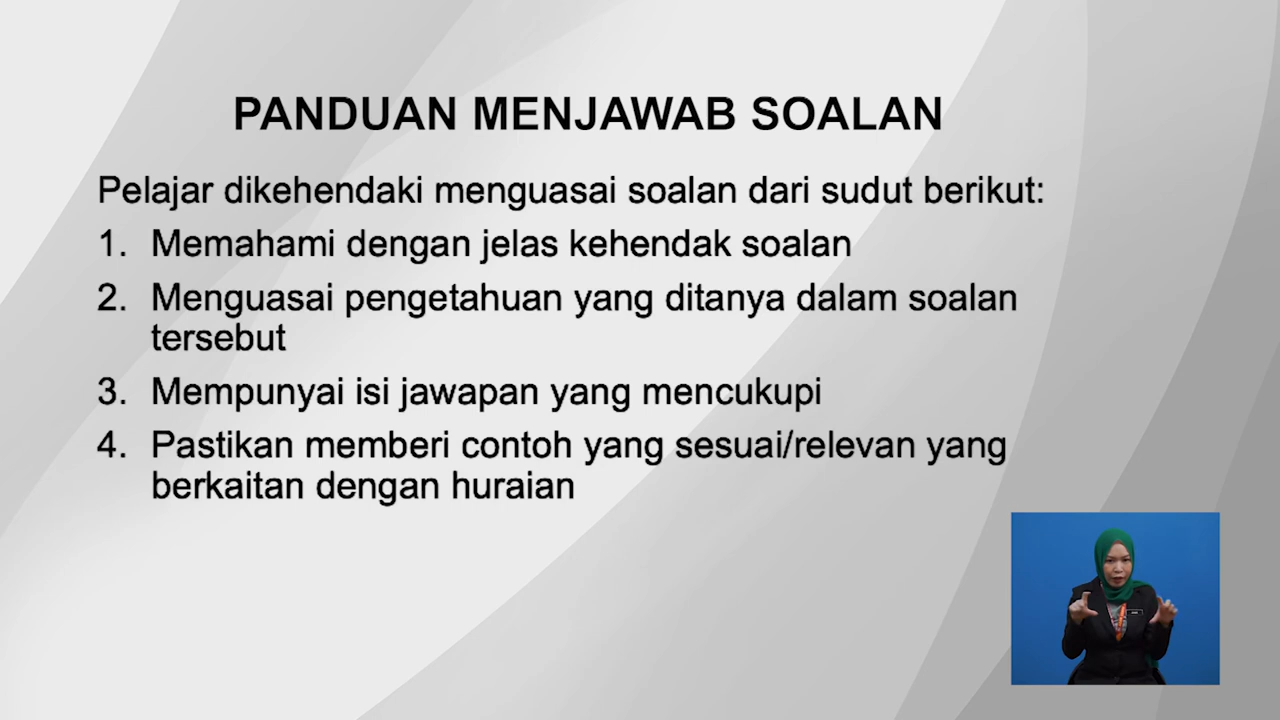 PANDUAN MENJAWAB SOALAN
Pelajar dikehendaki menguasai soalan dari sudut berikut:
1. Memahami dengan jelas kehendak soalan
2. Menguasai pengetahuan yang ditanya dalam soalan
tersebut
3. Mempunyai isi jawapan yang mencukupi
4. Pastikan memberi contoh yang sesuai/relevan yang
berkaitan dengan huraian